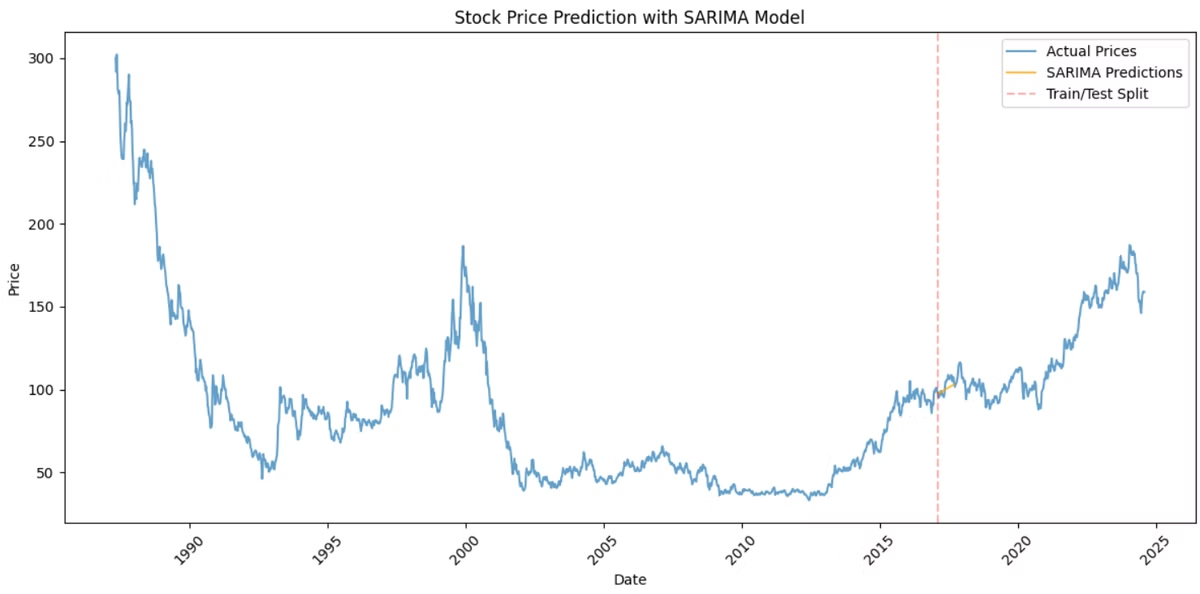 Stock Price Prediction with SARIMA Model
Actual Prices
SARIMA Predictions
Train/Test Split
Price
300
250
200
150
100
50
1990
1995
2000
2005
2010
2015
2020
2025
Date